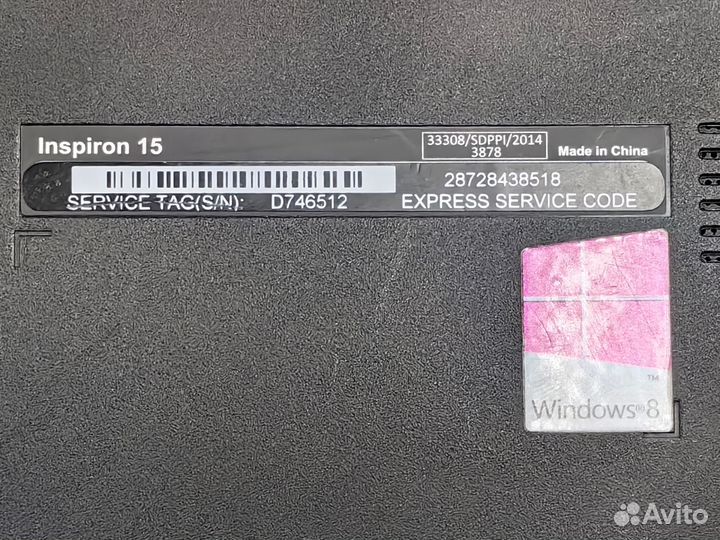 Inspiron 15
33308/SDPPI/2014
3878
Made in China
28728438518
SERVICE TAG(S/N): D746512 EXPRESS SERVICE CODE
™
Windows®8
Avito